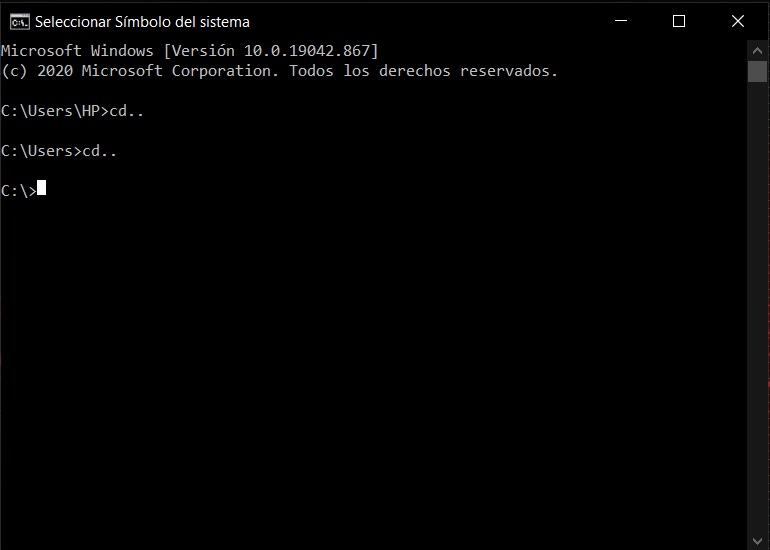 Seleccionar Símbolo del sistema
Microsoft Windows [Versión 10.0.19042.867]
(c) 2020 Microsoft Corporation. Todos los derechos reservados.
C:\Users\HP>cd..
C:\Users>cd..
C:\>